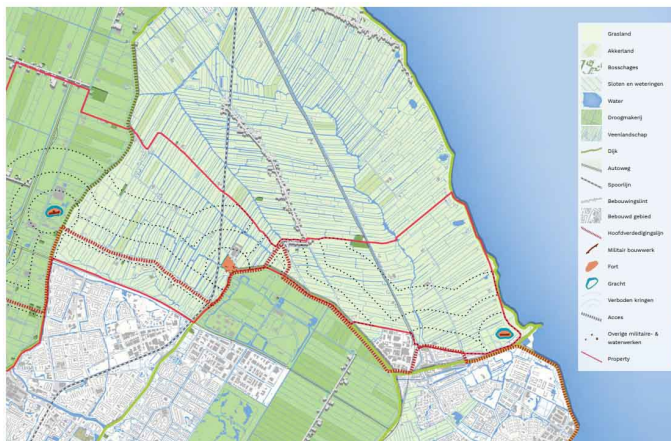 Grasland
Akkerland
Bosschages
Sloten en weteringen
Water
Droogmakerij
Veenlandschap
Dijk
Autoweg
Spoorlijn
Bebouwingslint
Bebouwd gebied
Hoofdverdedigingslijn
Militair bouwwerk
Fort
Gracht
Verboden kringen
Acces
Overige militaire- &
waterwerken
Property